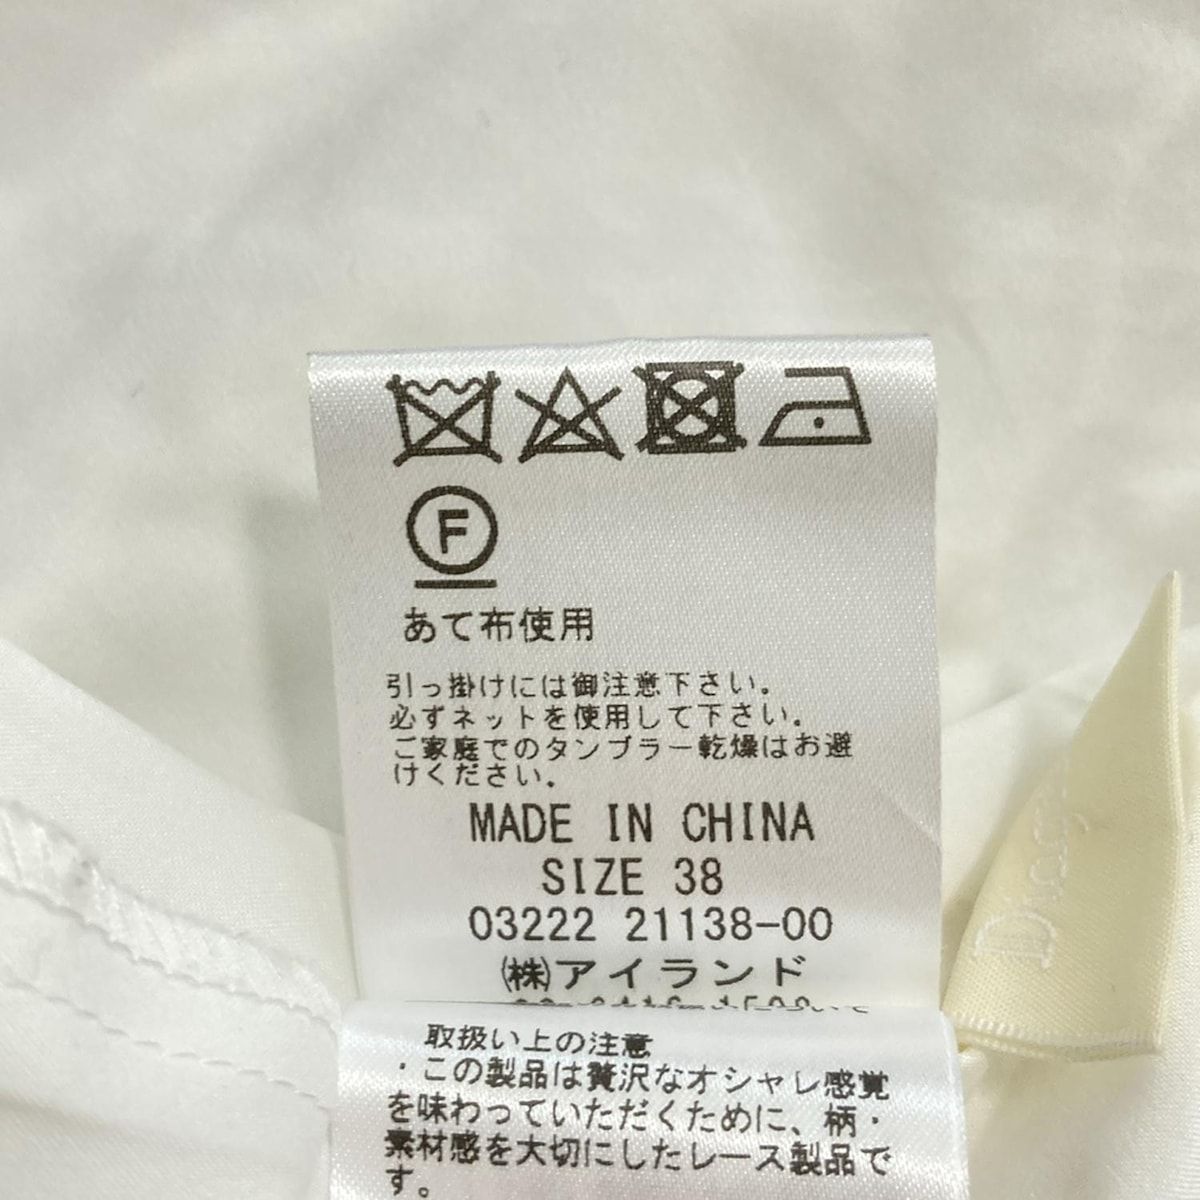 F
あて布使用
引っ掛けには御注意下さい。
必ずネットを使用して下さい。
ご家庭でのタンブラー乾燥はお避
けください。
MADE IN CHINA
SIZE 38
03222 21138-00
(株)アイランド
取扱い上の注意
・この製品は贅沢なオシャレ感覚
を味わっていただくために、柄・
素材感を大切にしたレース製品で
す。